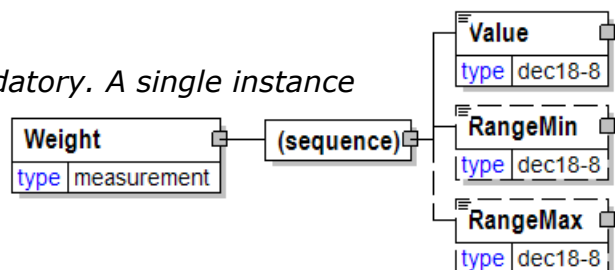 Value
type dec18-8
datory. A single instance
RangeMin
type dec18-8
Weight
type measurement
(sequence)
RangeMax
type dec18-8